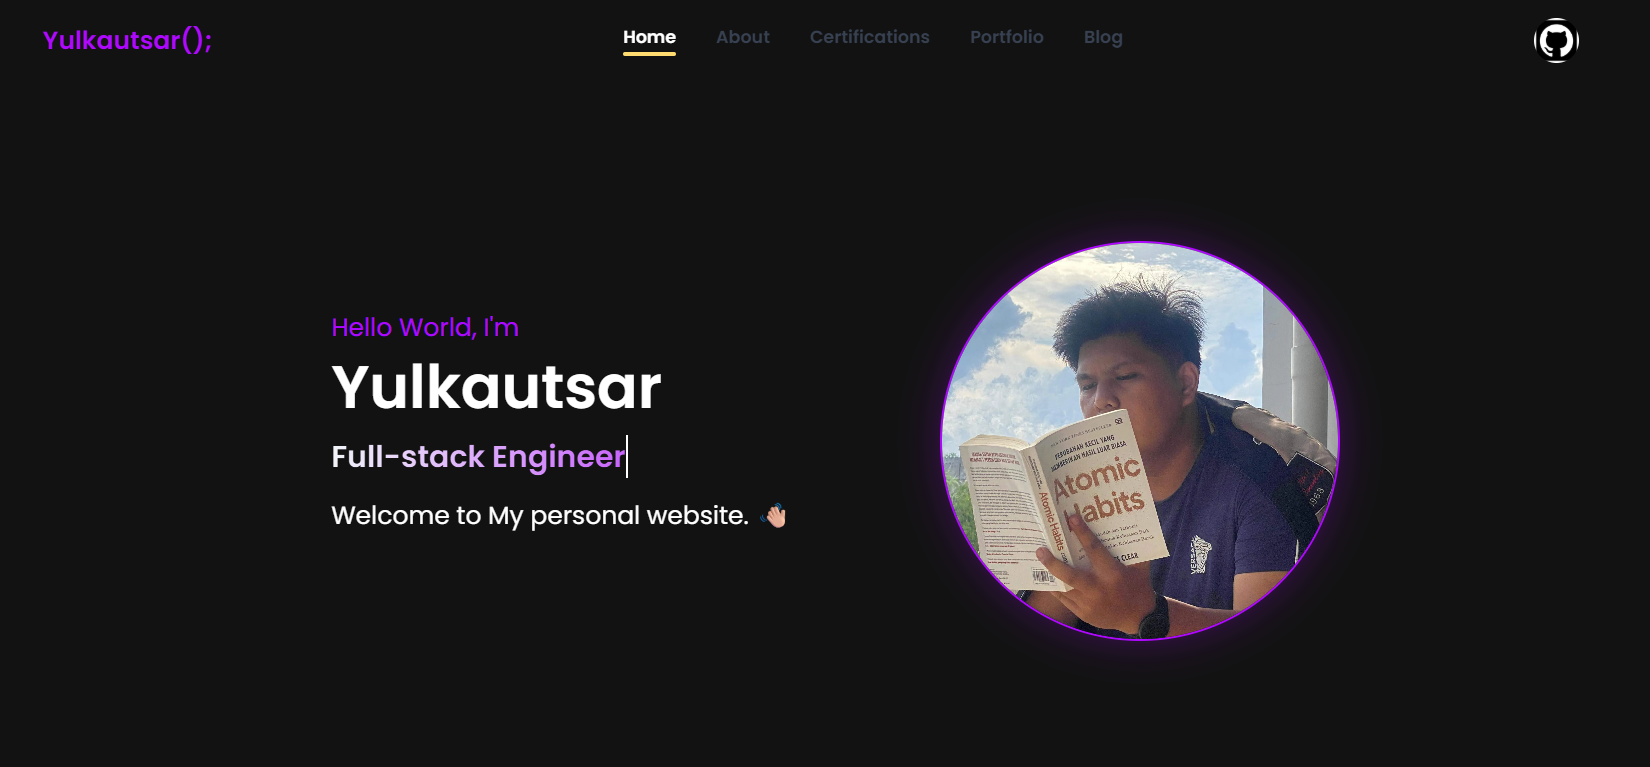 Yulkautsar();
Home
About
Certifications
Portfolio
Blog
Hello World, I'm
Yulkautsar
Full-stack Engineer
Welcome to My personal website.
PERUBAHAN KECIL YANG
MEMBERIKAN HASIL LUAR BIASA
Atomic
Habits
CLEAR
Atomic Habits